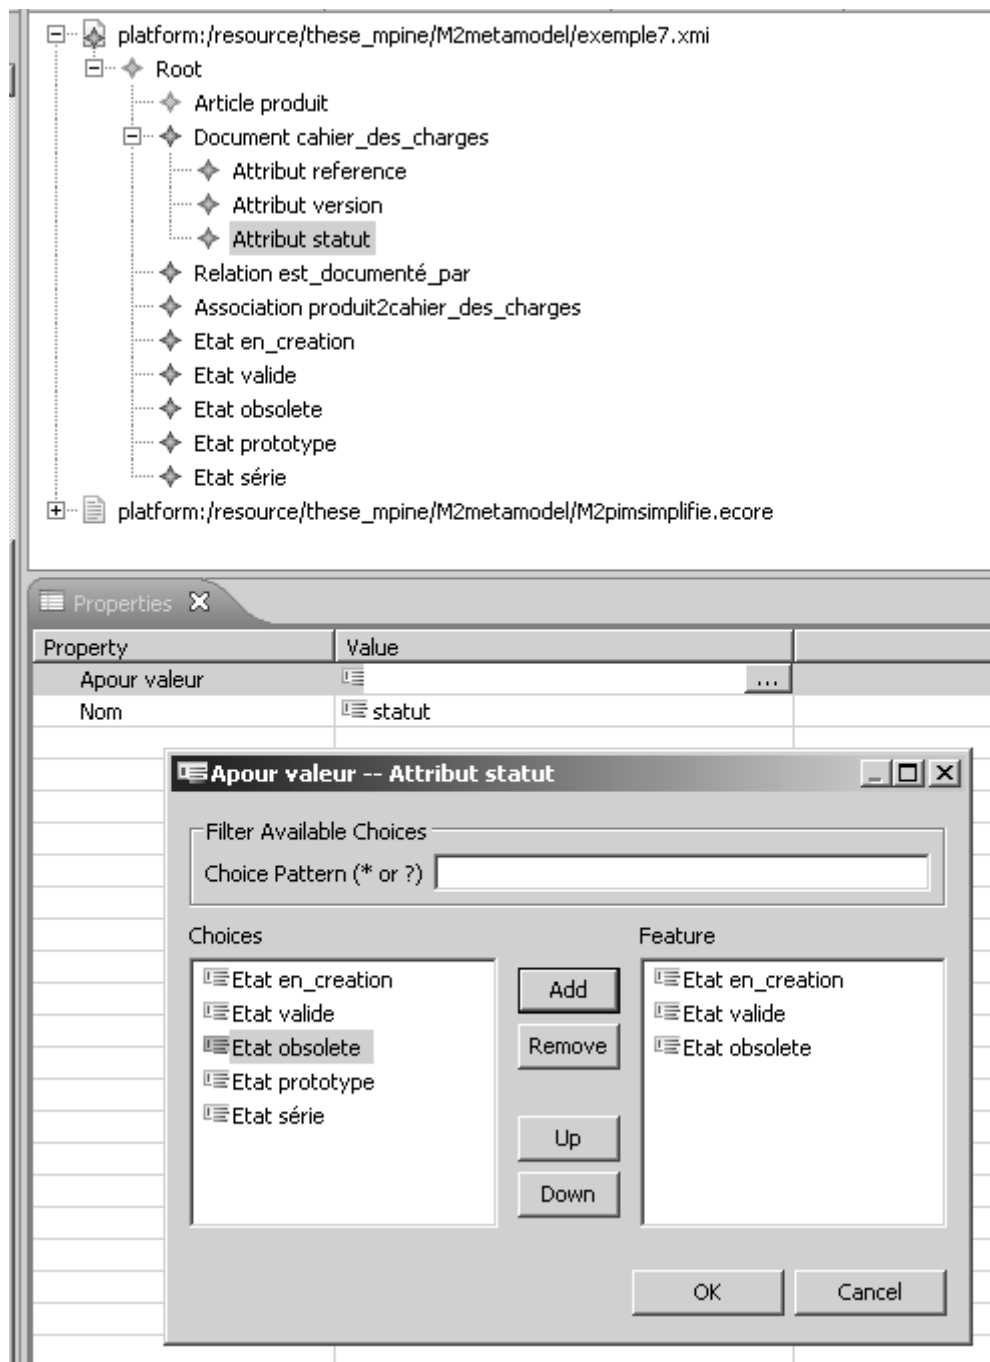 platform:/resource/these_mpine/M2metamodel/exemple7.xmi
Root
Article produit
Document cahier_des_charges
Attribut reference
Attribut version
Attribut statut
Relation est_documenté_par
Association produit2cahier_des_charges
Etat en_creation
Etat valide
Etat obsolete
Etat prototype
Etat série
platform:/resource/these_mpine/M2metamodel/M2pimsimplifie.ecore
Properties
Property Value
Apour valeur ...
Nom statut
Apour valeur -- Attribut statut
Filter Available Choices
Choice Pattern (* or ?)
Choices Feature
Etat en_creation Add Etat en_creation
Etat valide Etat valide
Etat obsolete Remove Etat obsolete
Etat prototype
Etat série
Up
Down
OK Cancel